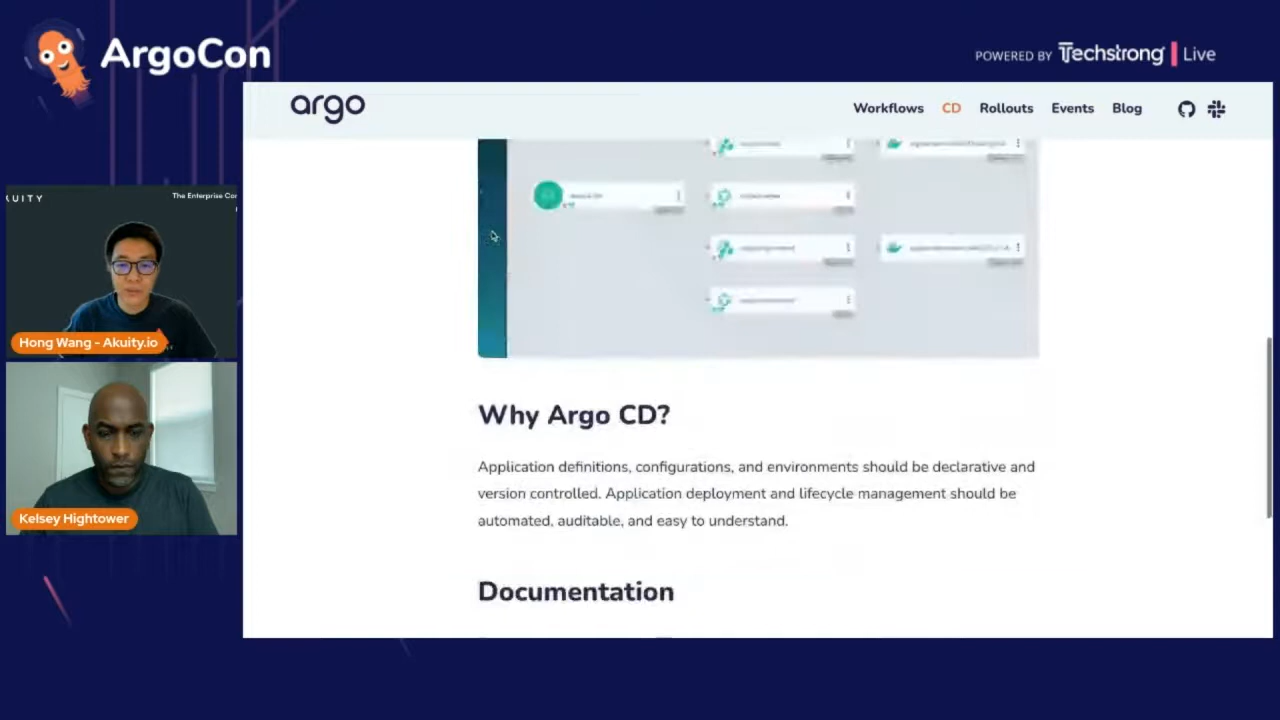 ArgoCon
POWERED BY Techstrong | Live
argo
Workflows CD Rollouts Events Blog
KUITY
The Enterprise Cor
Hong Wang - Akuity.io
Kelsey Hightower
Why Argo CD?
Application definitions, configurations, and environments should be declarative and
version controlled. Application deployment and lifecycle management should be
automated, auditable, and easy to understand.
Documentation